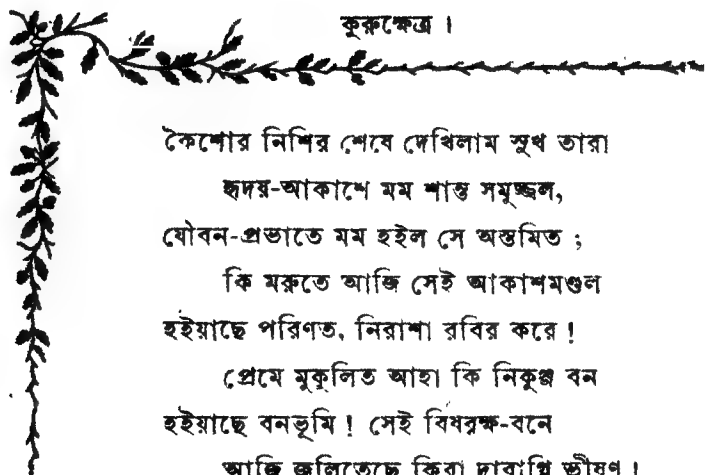 কুরুক্ষেত্র।
কৈশোর নিশির শেষে দেখিলাম সুখ তারা
হৃদয়-আকাশে মম শান্ত সমুজ্জ্বল,
যৌবন-প্রভাতে মম হইল সে অস্তমিত ;
কি মরুতে আজি সেই আকাশমণ্ডল
হইয়াছে পরিণত, নিরাশা রবির করে !
প্রেমে মুকুলিত আহা কি নিকুঞ্জ বন
হইয়াছে বনভূমি ! সেই বিষবৃক্ষ-বনে
আজি জ্বলিতেছে কিবা দাবাগ্নি ভীষণ !